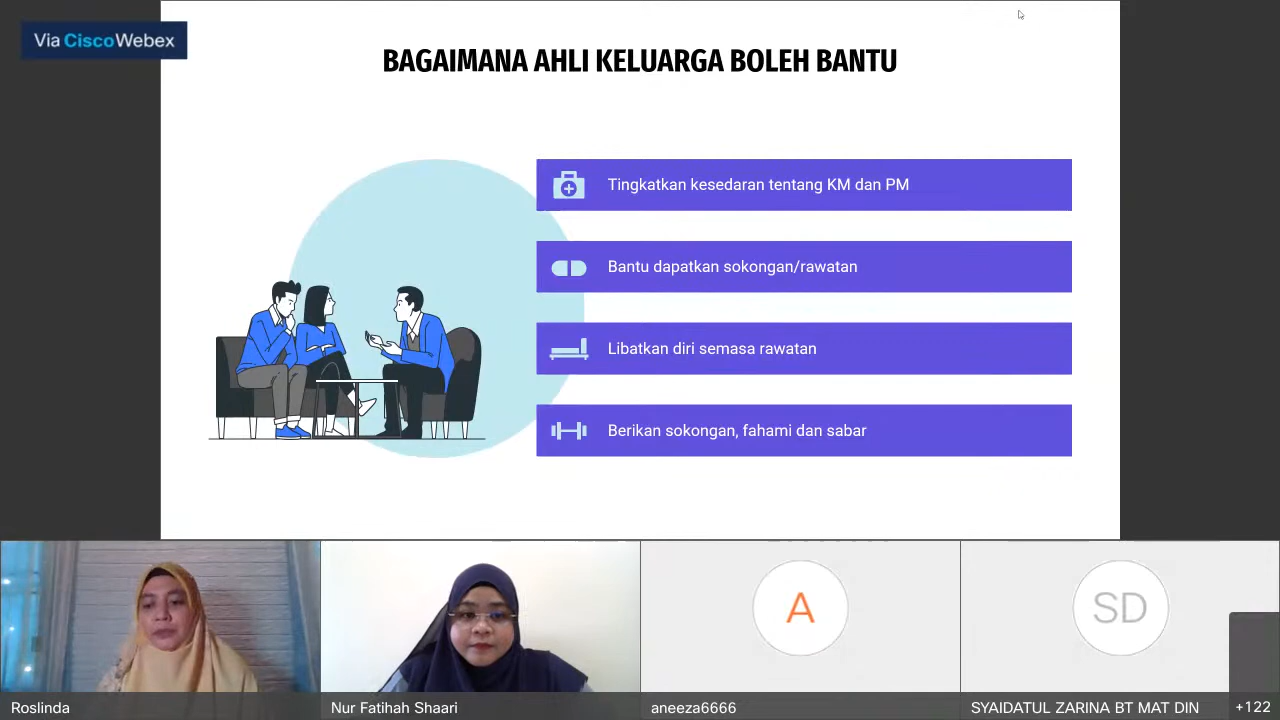 Via CiscoWebex
BAGAIMANA AHLI KELUARGA BOLEH BANTU
Tingkatkan kesedaran tentang KM dan PM
Bantu dapatkan sokongan/rawatan
Libatkan diri semasa rawatan
Berikan sokongan, fahami dan sabar
A
SD
Roslinda
Nur Fatihah Shaari
aneeza6666
SYAIDATUL ZARINA BT MAT DIN
+122